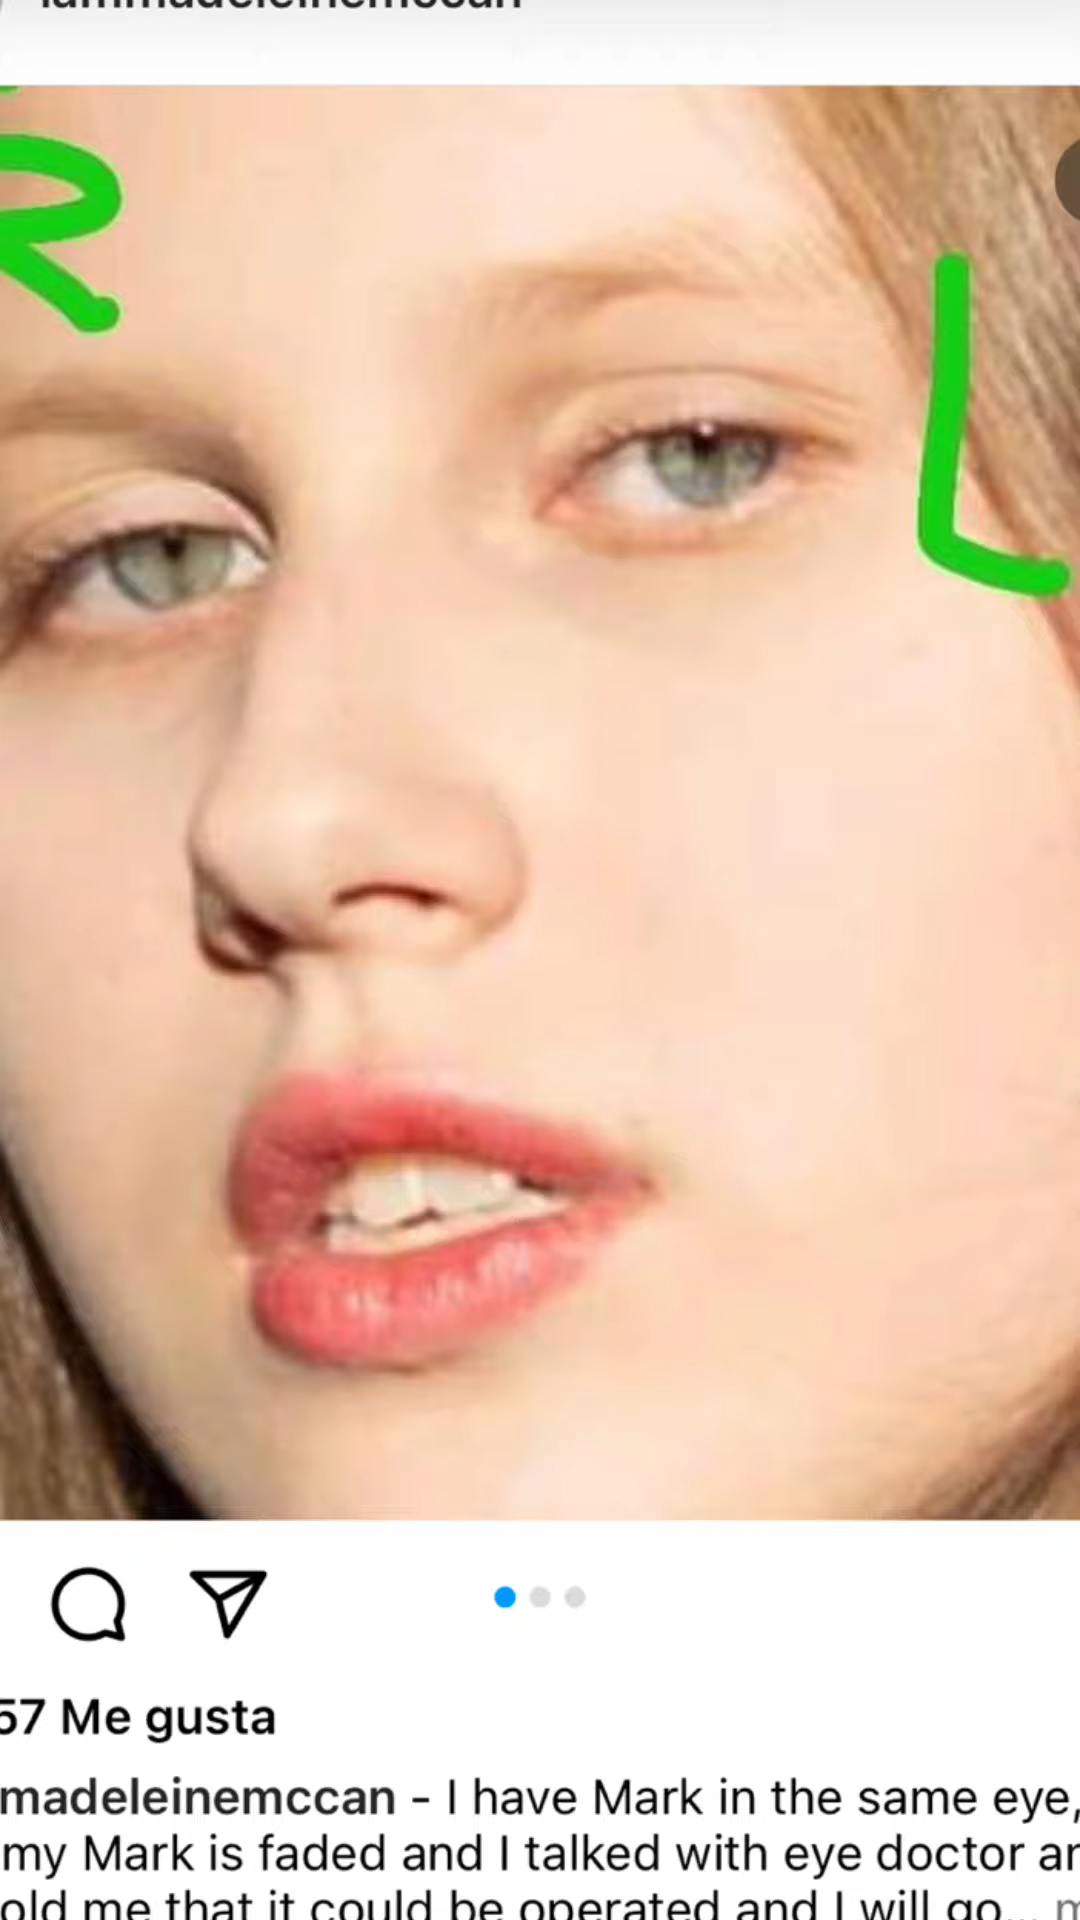 iammadeleinemccan
R
L
57 Me gusta
madeleinemccan - I have Mark in the same eye,
my Mark is faded and I talked with eye doctor an
old me that it could be operated and I will go... m